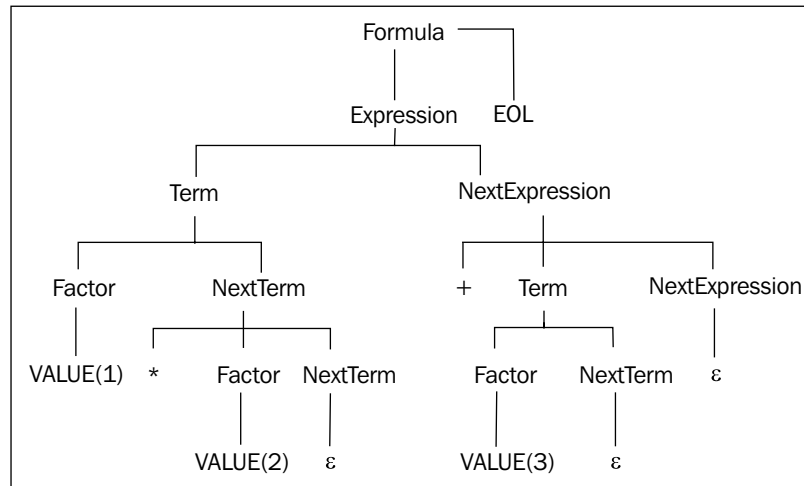 Formula
Expression EOL
Term NextExpression
Factor NextTerm + Term NextExpression
VALUE(1) * Factor NextTerm Factor NextTerm ε
VALUE(2) ε VALUE(3) ε